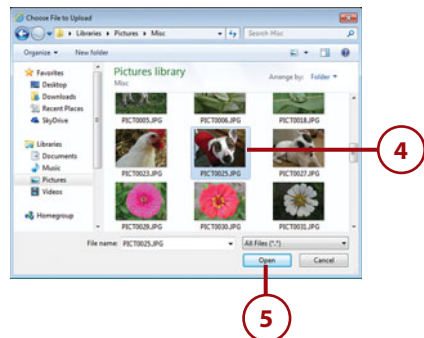 Choose File to Upload
Libraries ▸ Pictures ▸ Misc
Search Misc
Organize
New folder
Favorites
Desktop
Downloads
Recent Places
SkyDrive
Libraries
Documents
Music
Pictures
Videos
Homegroup
Pictures library
Misc
Arrange by: Folder
PICT0005.JPG PICT0006.JPG PICT0018.JPG
PICT0023.JPG PICT0025.JPG PICT0027.JPG
PICT0029.JPG PICT0030.JPG PICT0031.JPG
4
File name: PICT0025.JPG
All Files (*.*)
Open
Cancel
5